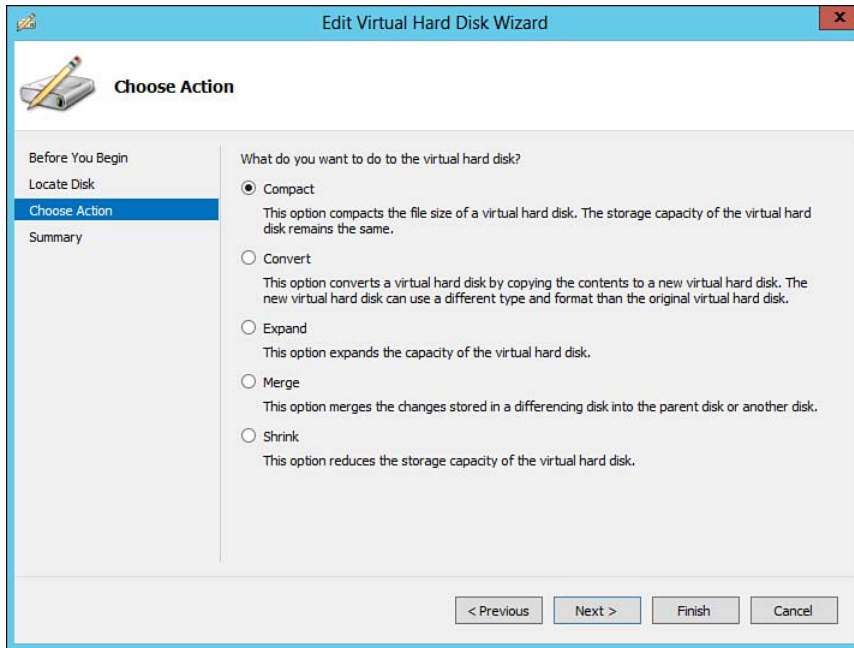 Edit Virtual Hard Disk Wizard
x
Choose Action
Before You Begin
Locate Disk
Choose Action
Summary
What do you want to do to the virtual hard disk?
Compact
This option compacts the file size of a virtual hard disk. The storage capacity of the virtual hard
disk remains the same.
Convert
This option converts a virtual hard disk by copying the contents to a new virtual hard disk. The
new virtual hard disk can use a different type and format than the original virtual hard disk.
Expand
This option expands the capacity of the virtual hard disk.
Merge
This option merges the changes stored in a differencing disk into the parent disk or another disk.
Shrink
This option reduces the storage capacity of the virtual hard disk.
< Previous
Next >
Finish
Cancel